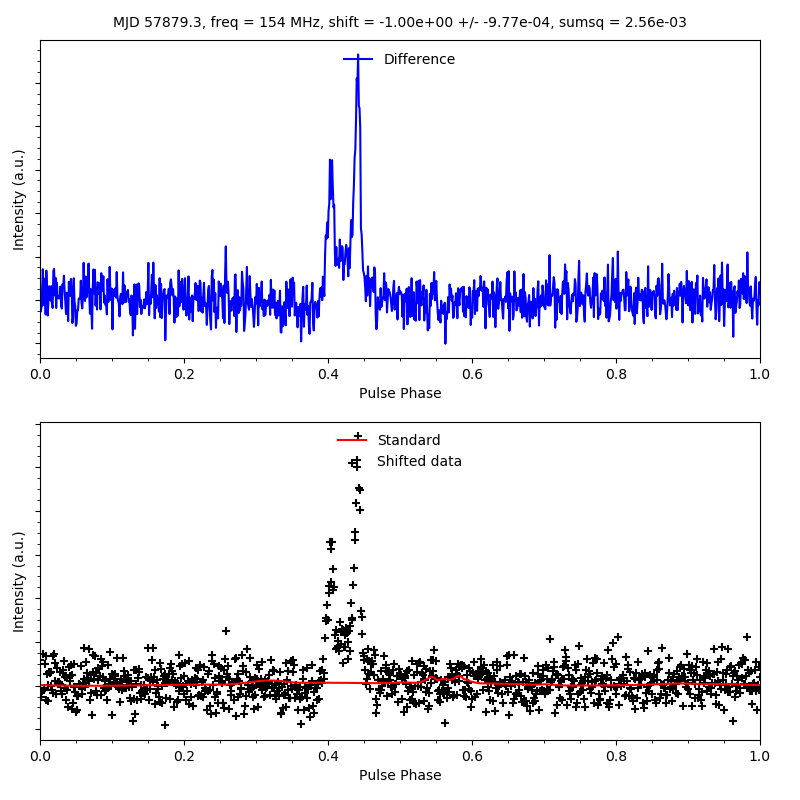 MJD 57879.3, freq = 154 MHz, shift = -1.00e+00 +/- -9.77e-04, sumsq = 2.56e-03
Difference
Intensity (a.u.)
0.0 0.2 0.4 0.6 0.8 1.0
Pulse Phase
Standard
Shifted data
Intensity (a.u.)
0.0 0.2 0.4 0.6 0.8 1.0
Pulse Phase